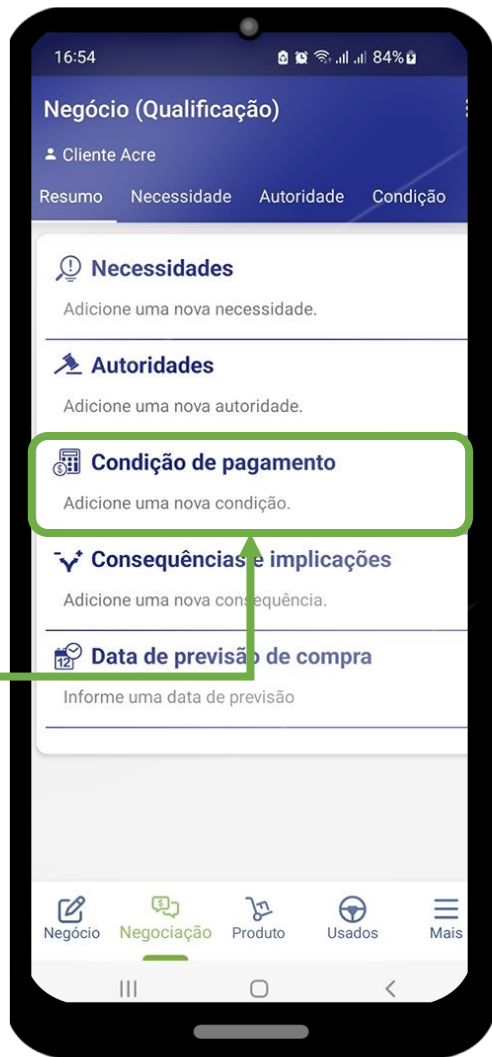 16:54 84%
Negócio (Qualificação)
Cliente Acre
Resumo Necessidade Autoridade Condição
Necessidades
Adicione uma nova necessidade.
Autoridades
Adicione uma nova autoridade.
Condição de pagamento
Adicione uma nova condição.
Consequências e implicações
Adicione uma nova consequência.
12 Data de previsão de compra
Informe uma data de previsão
Negócio Negociação Produto Usados Mais